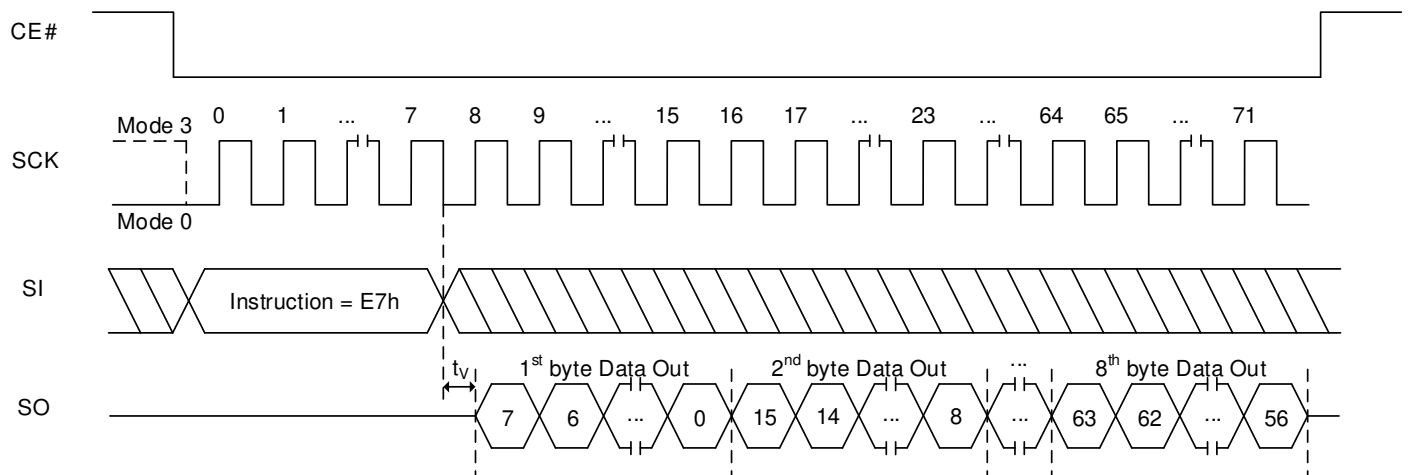 CE#
0 1 ... 7 8 9 ... 15 16 17 ... 23 ... 64 65 ... 71
Mode 3
SCK
Mode 0
SI
Instruction = E7h
tV 1st byte Data Out 2nd byte Data Out ... 8th byte Data Out
SO
7 6 ... 0 15 14 ... 8 ... 63 62 ... 56